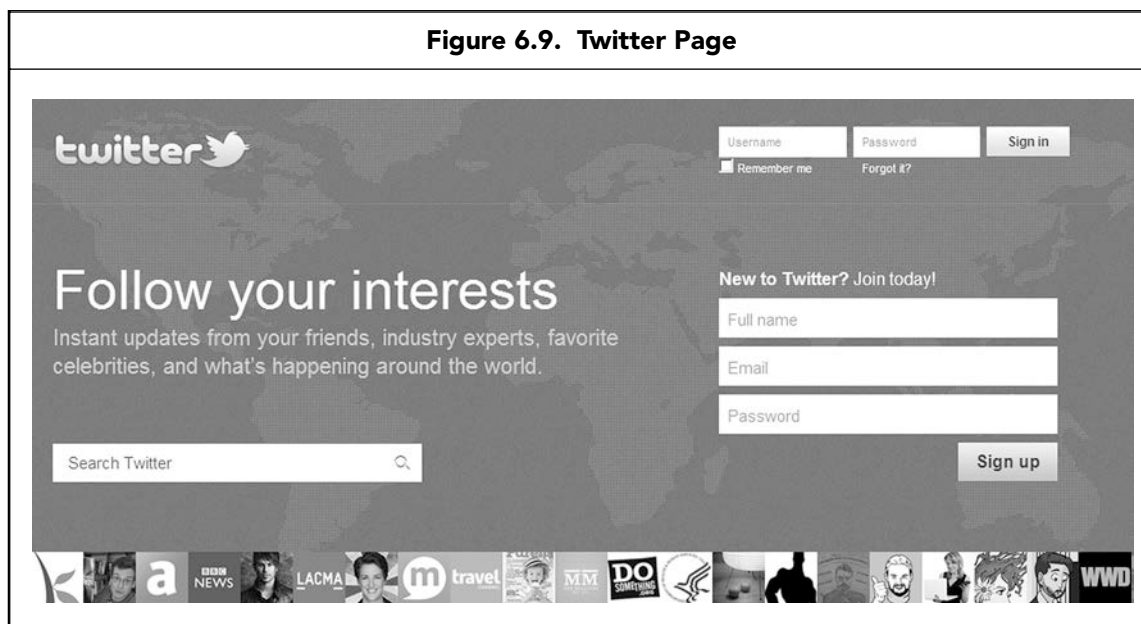 Figure 6.9. Twitter Page
twitter
Username
Password
Sign in
Remember me
Forgot it?
Follow your interests
Instant updates from your friends, industry experts, favorite
celebrities, and what's happening around the world.
Search Twitter
New to Twitter? Join today!
Full name
Email
Password
Sign up
a
BBC
NEWS
LACMA
m
travel
MM
DO
SOMETHING
WWD